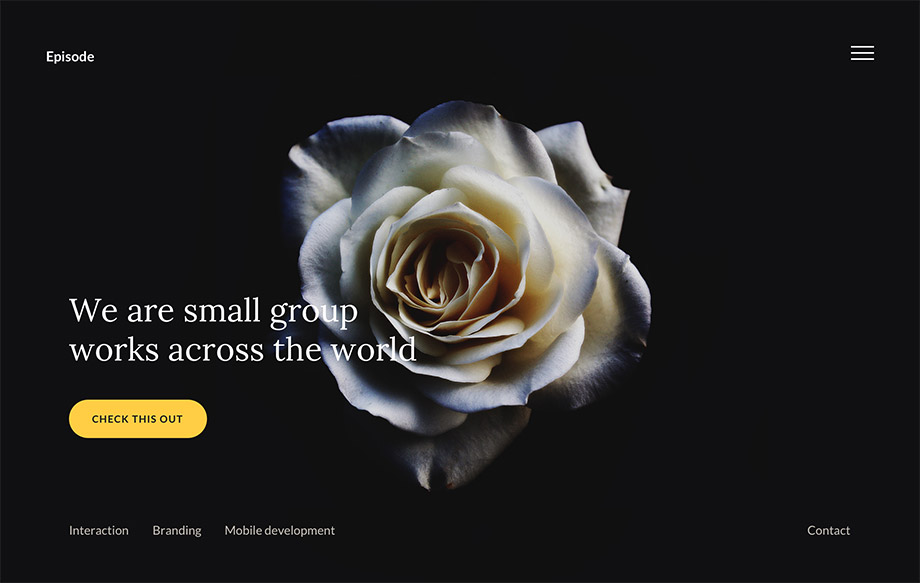 Episode
We are small group
works across the world
CHECK THIS OUT
Interaction Branding Mobile development Contact